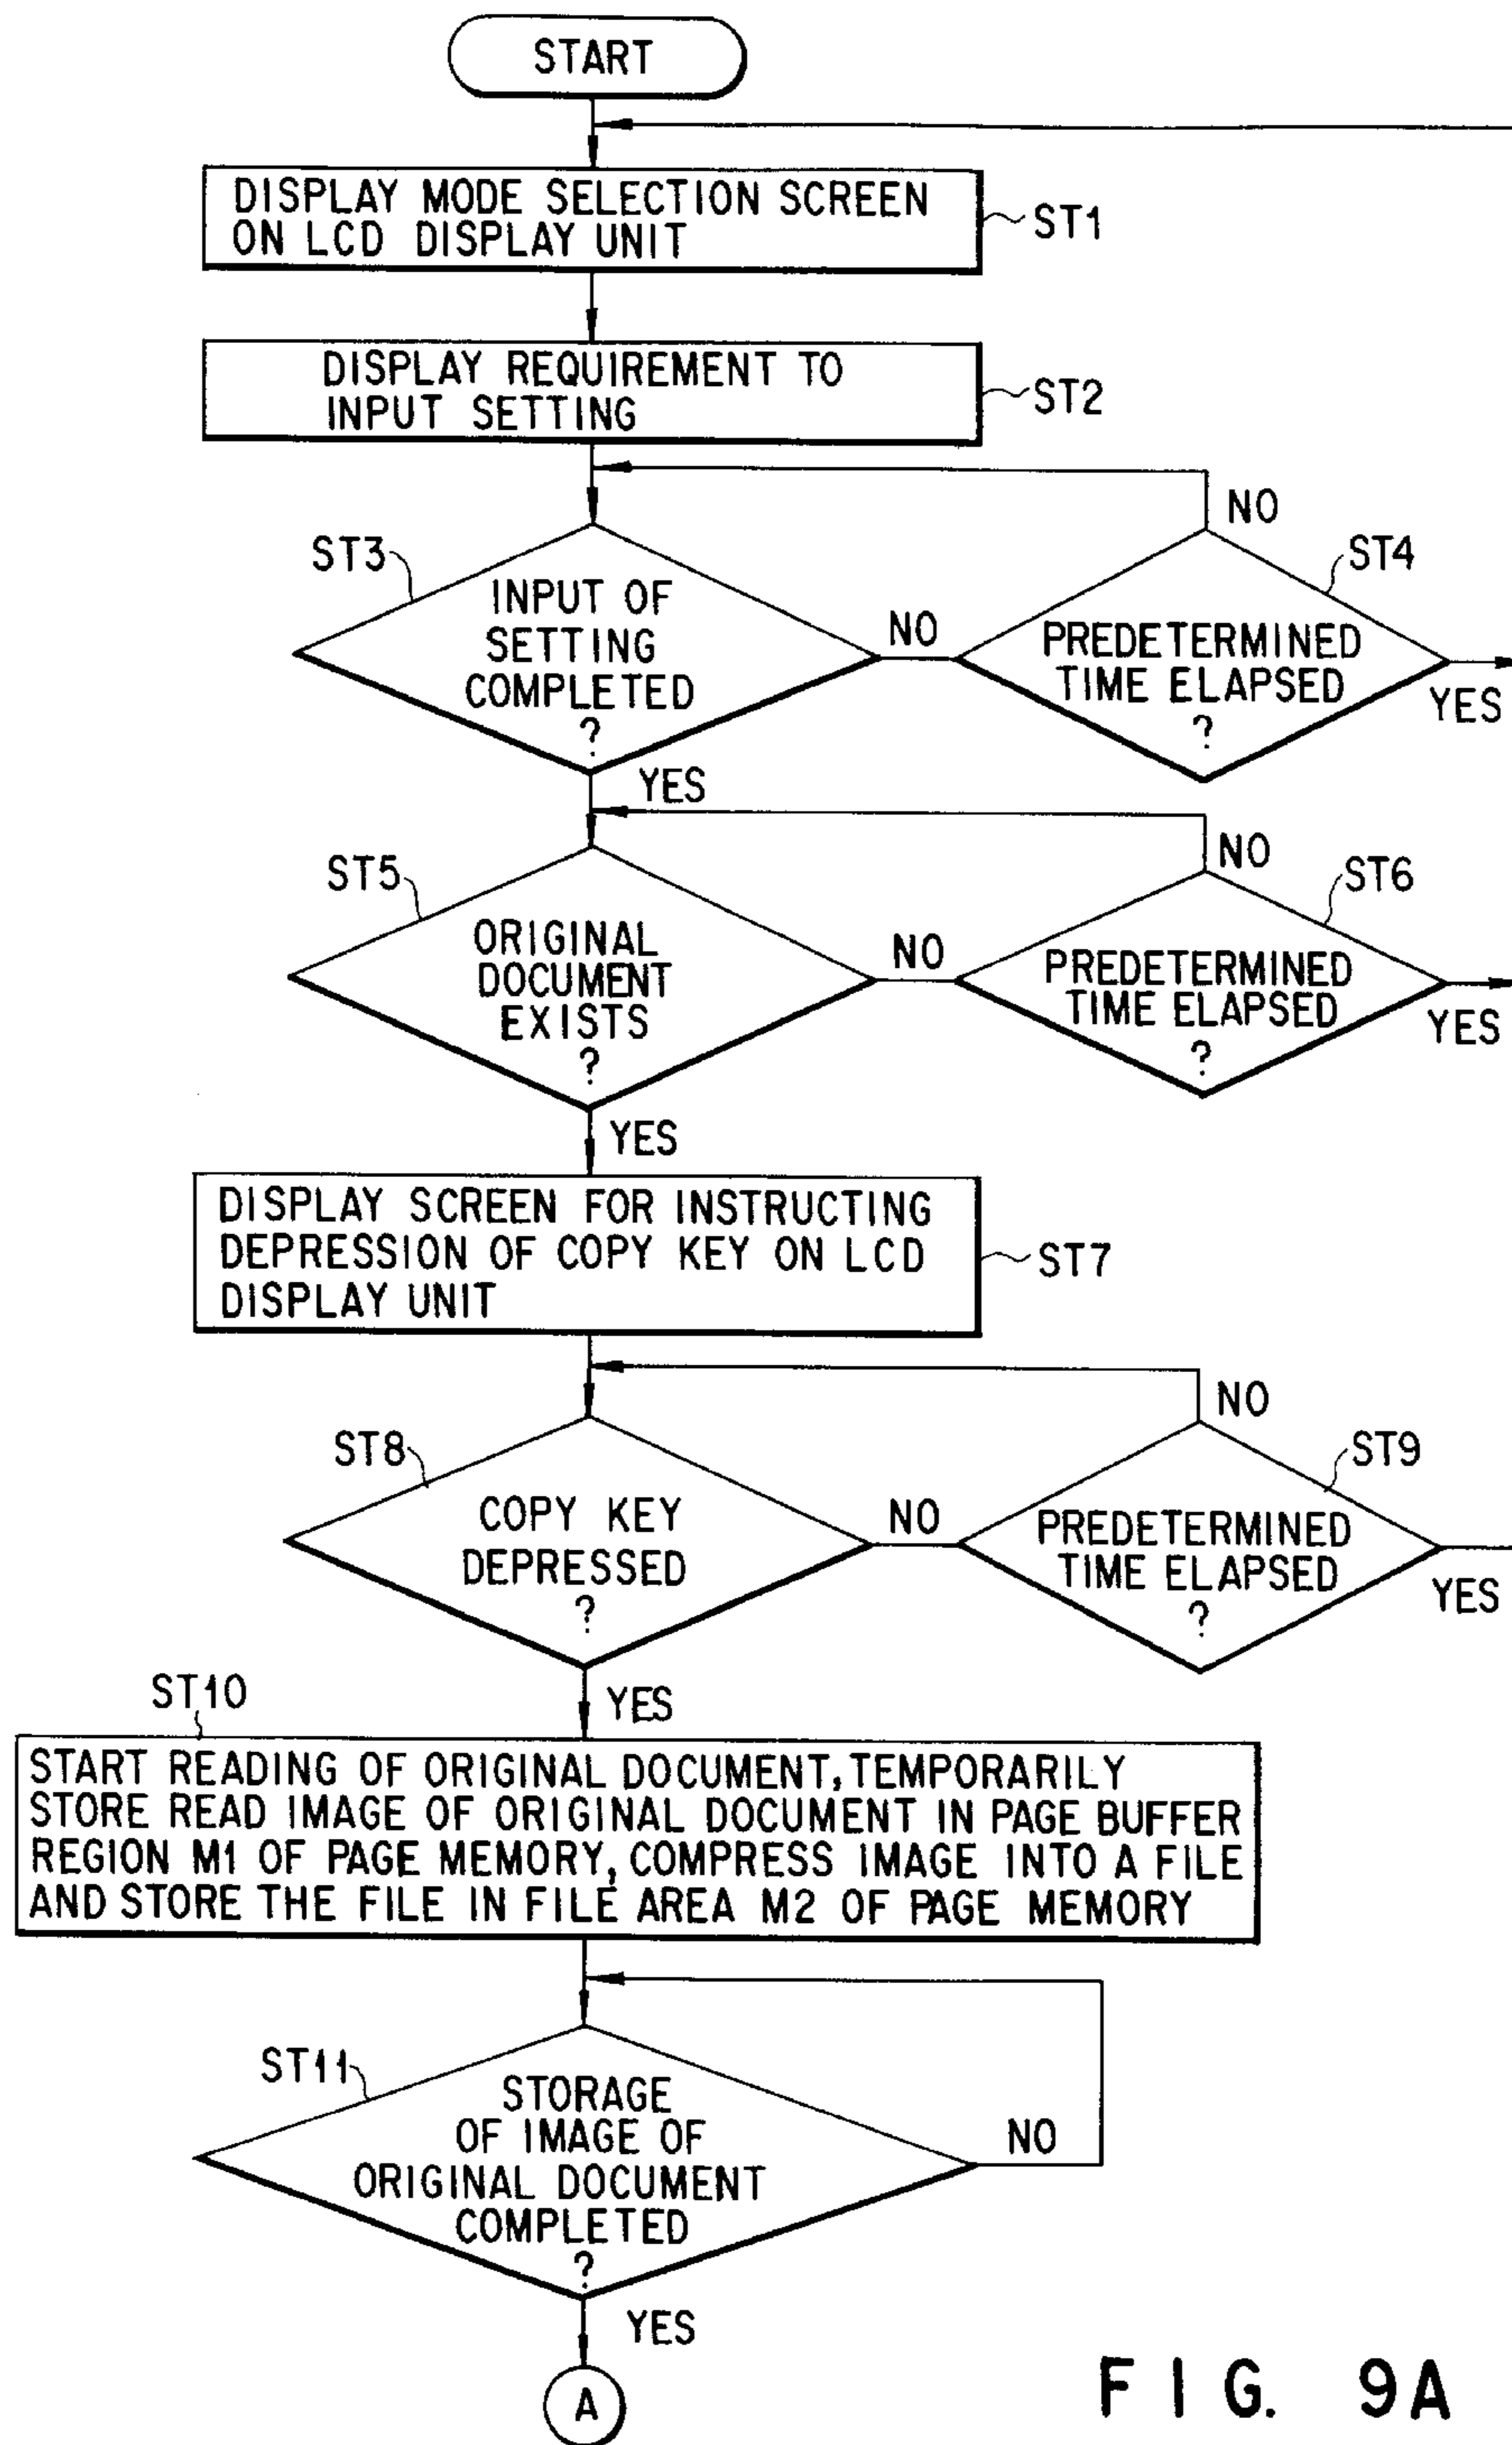 START
DISPLAY MODE SELECTION SCREEN
ON LCD DISPLAY UNIT
ST1
DISPLAY REQUIREMENT TO
INPUT SETTING
ST2
ST3
INPUT OF
SETTING
COMPLETED
?
NO
YES
ST4
NO
PREDETERMINED
TIME ELAPSED
?
YES
ST5
ORIGINAL
DOCUMENT
EXISTS
?
NO
YES
ST6
NO
PREDETERMINED
TIME ELAPSED
?
YES
DISPLAY SCREEN FOR INSTRUCTING
DEPRESSION OF COPY KEY ON LCD
DISPLAY UNIT
ST7
ST8
COPY KEY
DEPRESSED
?
NO
YES
ST9
NO
PREDETERMINED
TIME ELAPSED
?
YES
ST10
START READING OF ORIGINAL DOCUMENT, TEMPORARILY
STORE READ IMAGE OF ORIGINAL DOCUMENT IN PAGE BUFFER
REGION M1 OF PAGE MEMORY, COMPRESS IMAGE INTO A FILE
AND STORE THE FILE IN FILE AREA M2 OF PAGE MEMORY
ST11
STORAGE
OF IMAGE OF
ORIGINAL DOCUMENT
COMPLETED
?
NO
YES
A
FIG. 9A